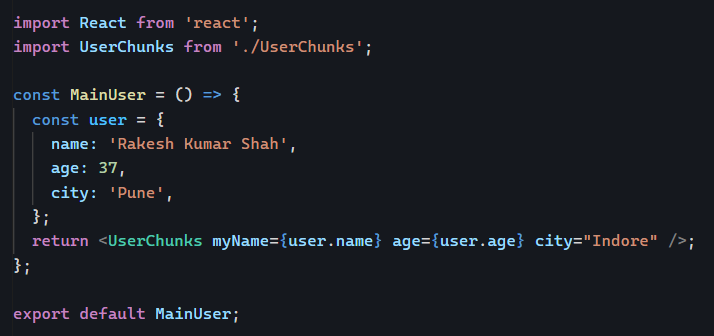 import React from 'react';
import UserChunks from './UserChunks';
const MainUser = () => {
const user = {
name: 'Rakesh Kumar Shah',
age: 37,
city: 'Pune',
};
return <UserChunks myName={user.name} age={user.age} city="Indore" />;
};
export default MainUser;